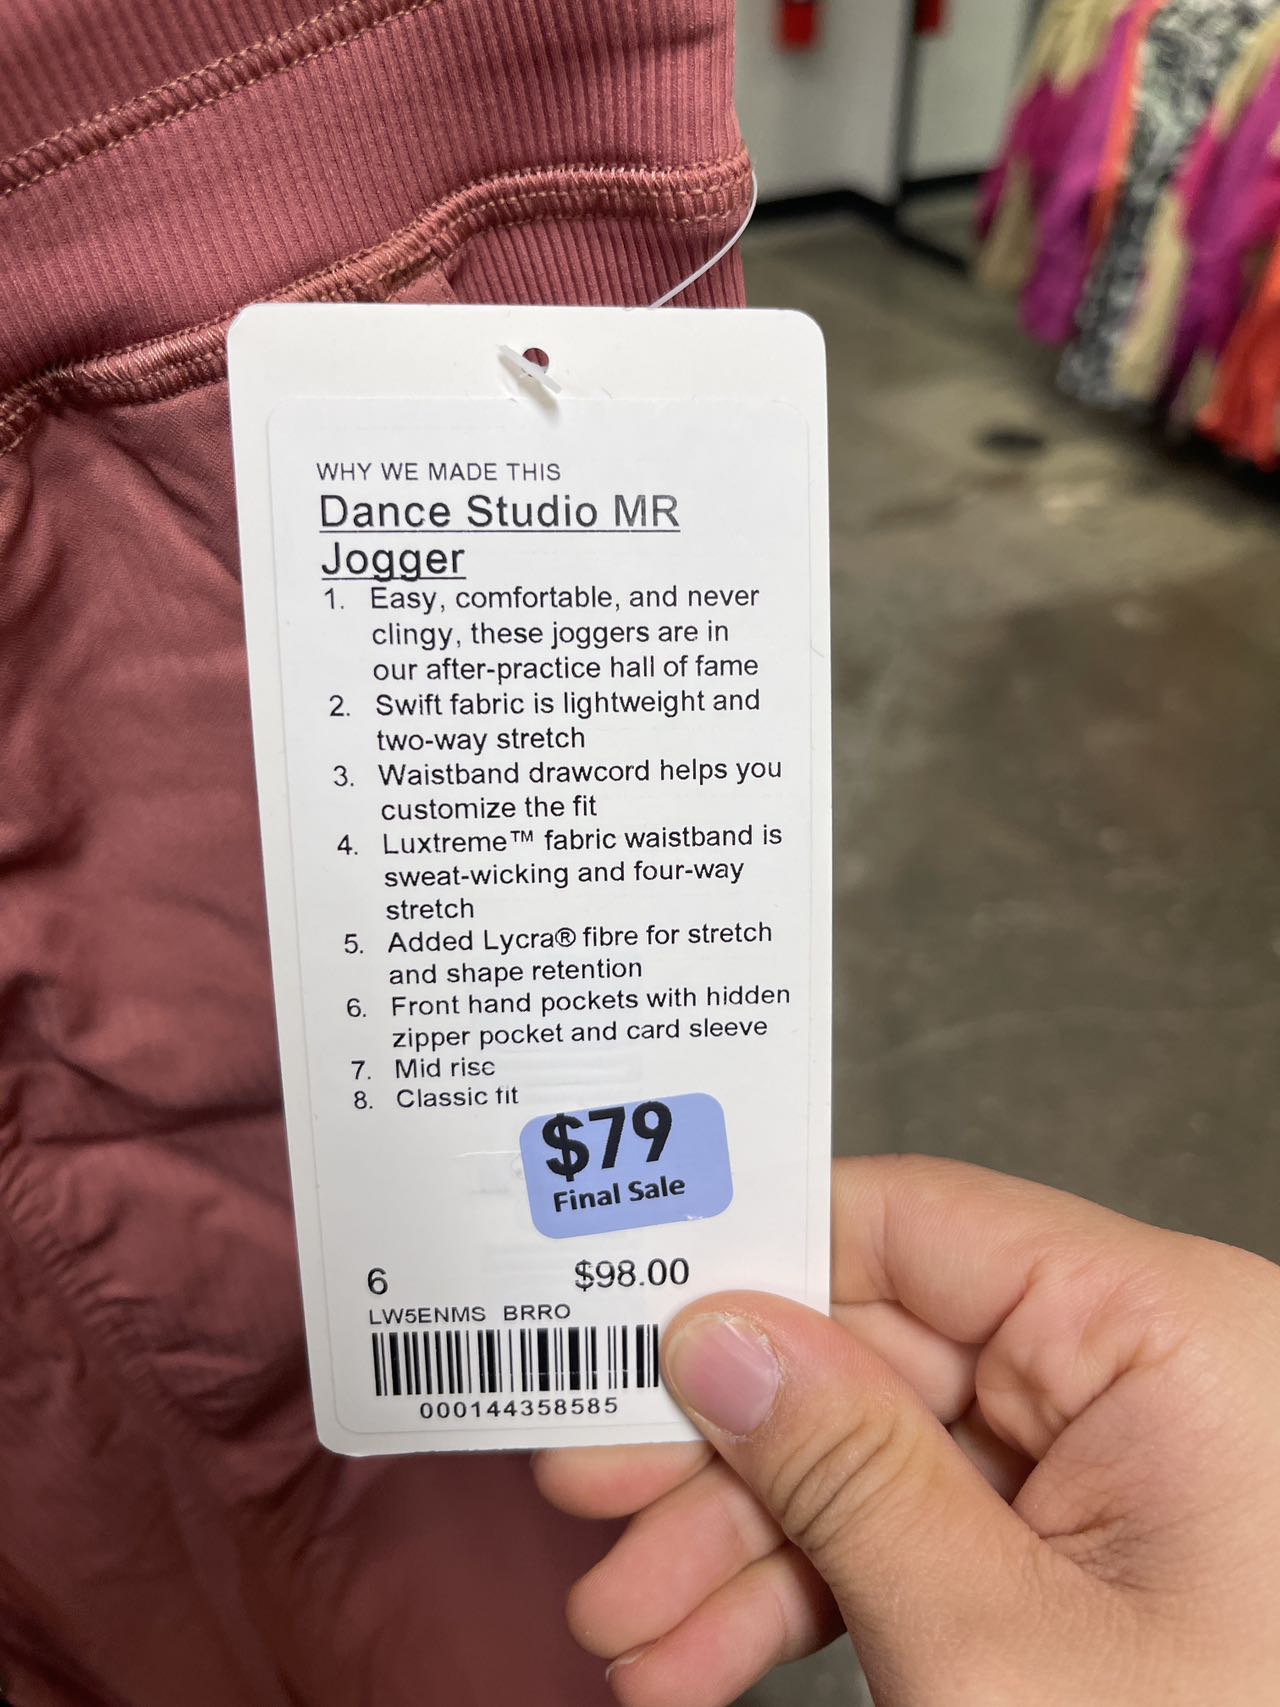 WHY WE MADE THIS
Dance Studio MR
Jogger
1. Easy, comfortable, and never
clingy, these joggers are in
our after-practice hall of fame
2. Swift fabric is lightweight and
two-way stretch
3. Waistband drawcord helps you
customize the fit
4. Luxtreme™ fabric waistband is
sweat-wicking and four-way
stretch
5. Added Lycra® fibre for stretch
and shape retention
6. Front hand pockets with hidden
zipper pocket and card sleeve
7. Mid rise
8. Classic fit
$79
Final Sale
6 $98.00
LW5ENMS BRRO
000144358585